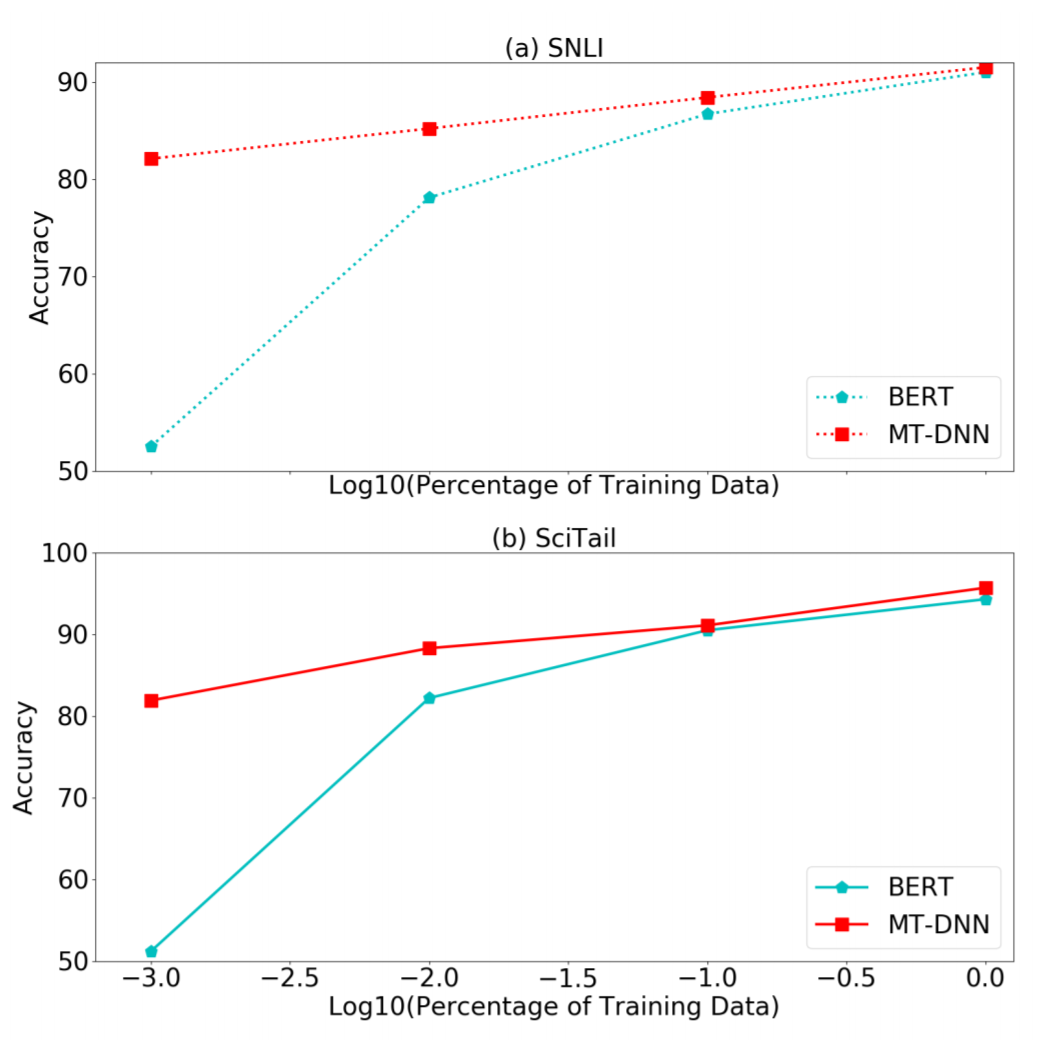 (a) SNLI
90
80
70
60
50
Accuracy
BERT
MT-DNN
Log10(Percentage of Training Data)
(b) SciTail
100
90
80
70
60
50
Accuracy
BERT
MT-DNN
−3.0 −2.5 −2.0 −1.5 −1.0 −0.5 0.0
Log10(Percentage of Training Data)